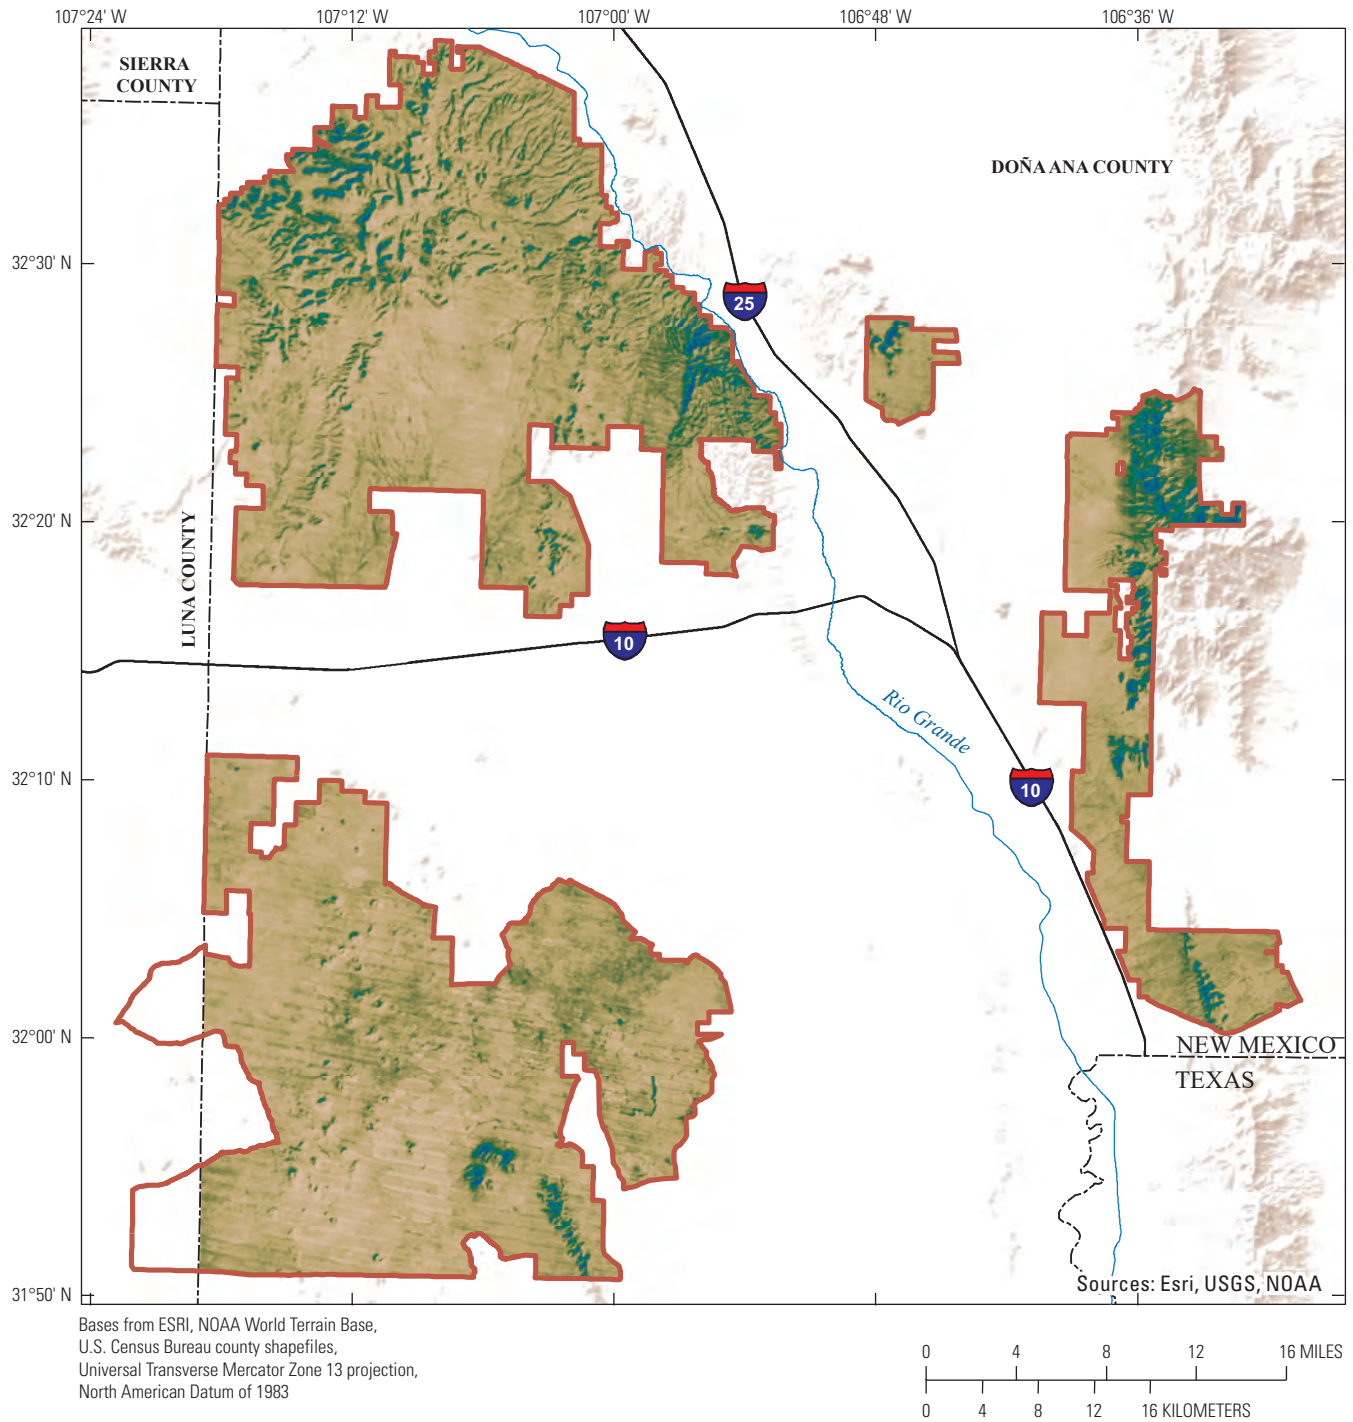 107°24' W
107°12' W
107°00' W
106°48' W
106°36' W
SIERRA
COUNTY
DOÑA ANA COUNTY
32°30' N
25
32°20' N
LUNA COUNTY
10
Rio Grande
32°10' N
10
32°00' N
NEW MEXICO
TEXAS
31°50' N
Sources: Esri, USGS, NOAA
Bases from ESRI, NOAA World Terrain Base,
U.S. Census Bureau county shapefiles,
Universal Transverse Mercator Zone 13 projection,
North American Datum of 1983
0 4 8 12 16 MILES
0 4 8 12 16 KILOMETERS